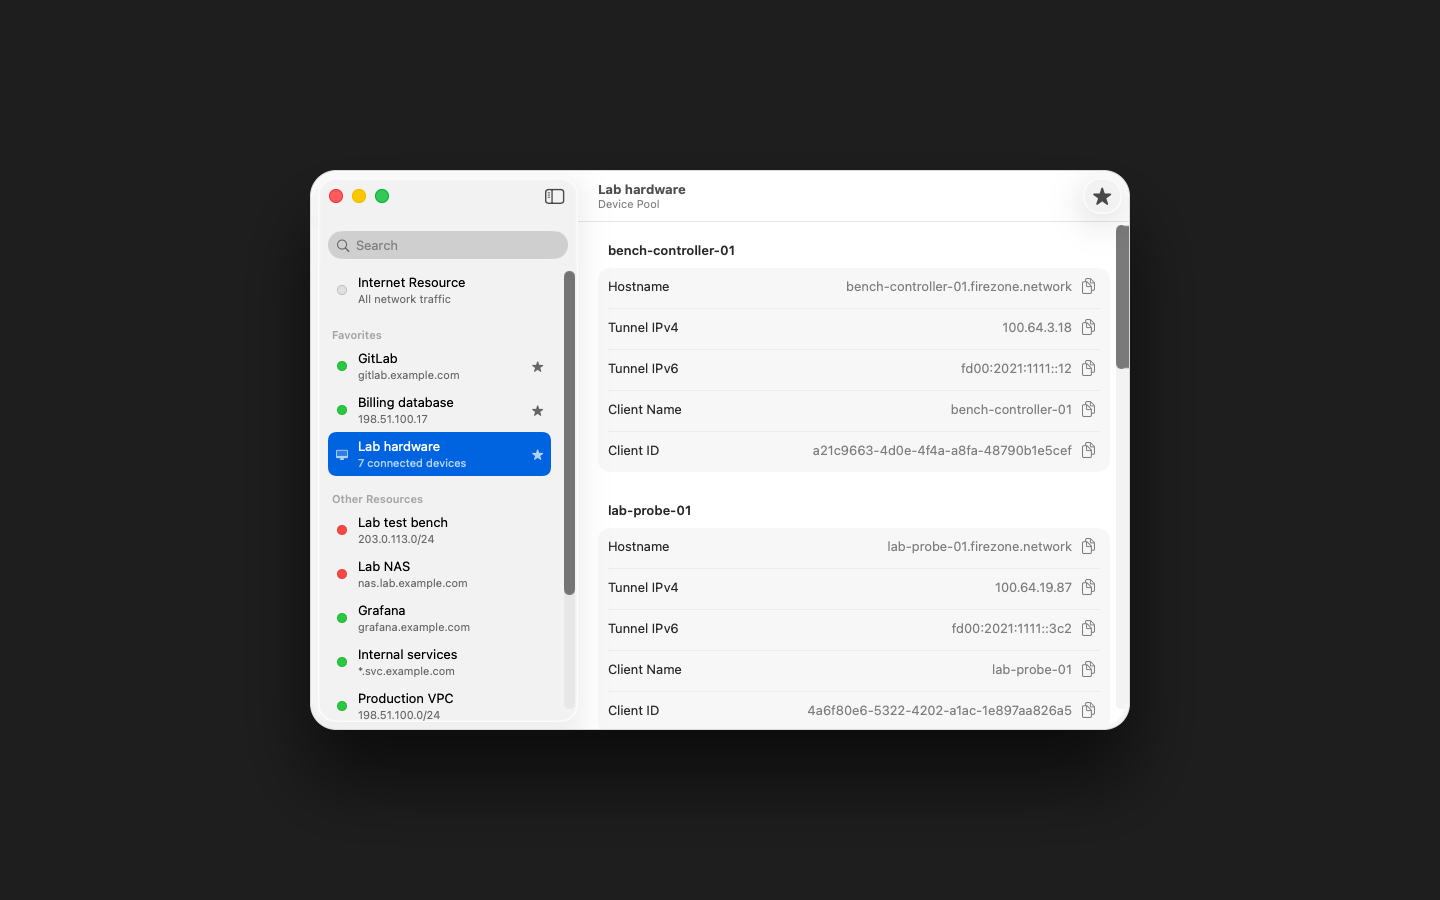 Search
Internet Resource
All network traffic
Favorites
GitLab
gitlab.example.com
Billing database
198.51.100.17
Lab hardware
7 connected devices
Other Resources
Lab test bench
203.0.113.0/24
Lab NAS
nas.lab.example.com
Grafana
grafana.example.com
Internal services
*.svc.example.com
Production VPC
198.51.100.0/24
Lab hardware
Device Pool
bench-controller-01
Hostname bench-controller-01.firezone.network
Tunnel IPv4 100.64.3.18
Tunnel IPv6 fd00:2021:1111::12
Client Name bench-controller-01
Client ID a21c9663-4d0e-4f4a-a8fa-48790b1e5cef
lab-probe-01
Hostname lab-probe-01.firezone.network
Tunnel IPv4 100.64.19.87
Tunnel IPv6 fd00:2021:1111::3c2
Client Name lab-probe-01
Client ID 4a6f80e6-5322-4202-a1ac-1e897aa826a5